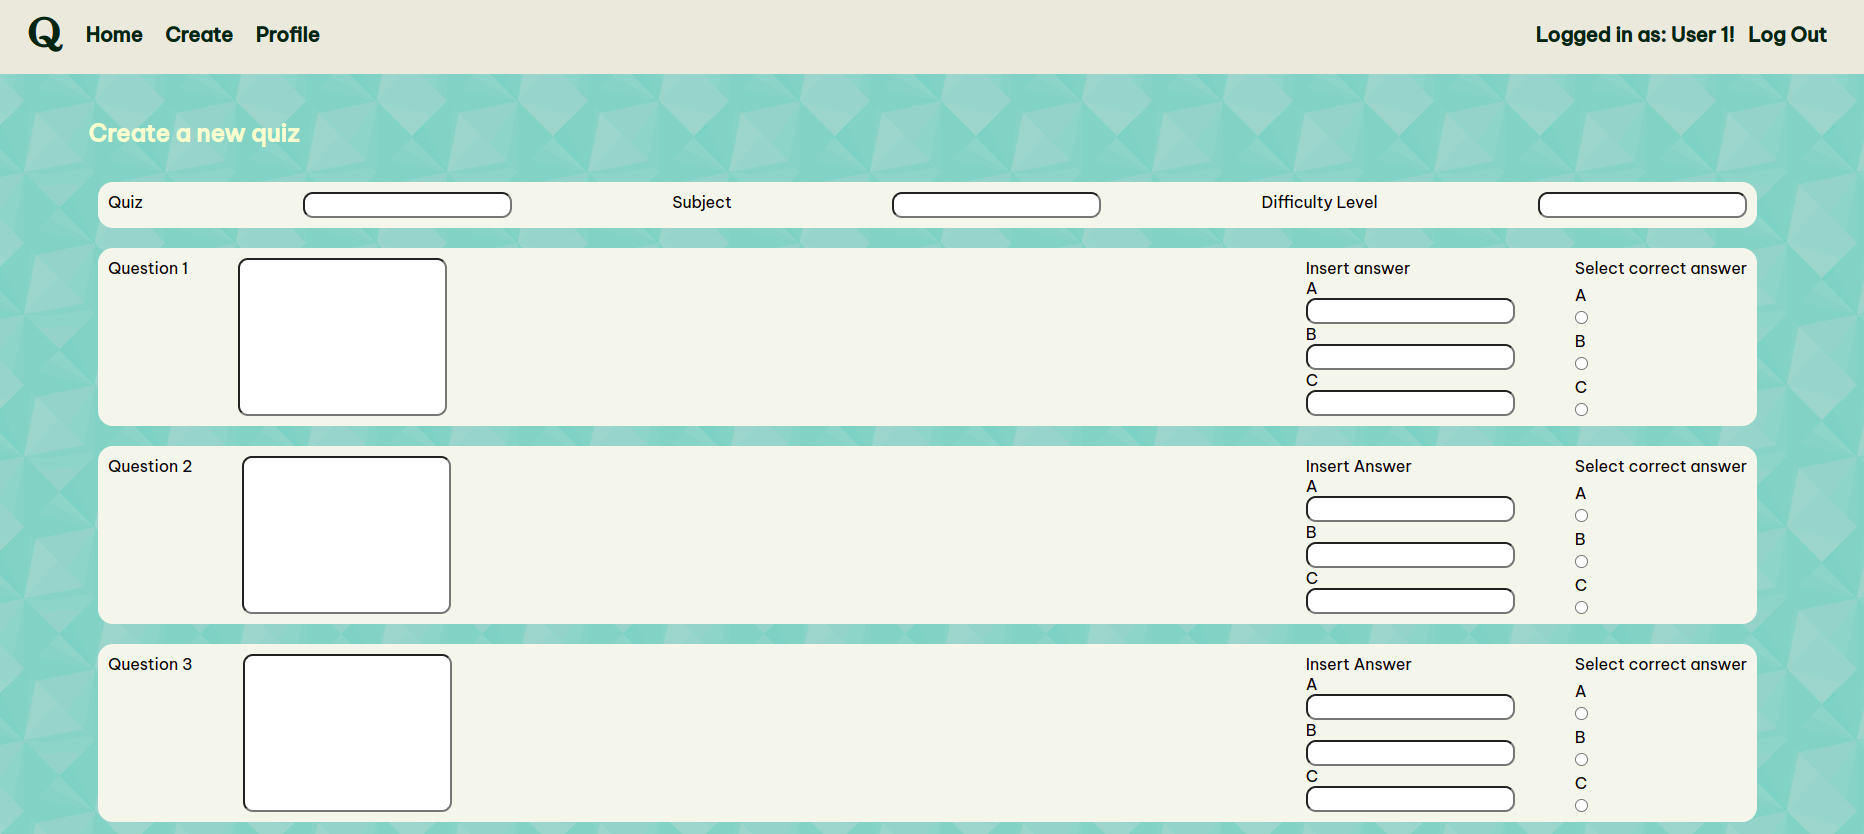 Q Home Create Profile Logged in as: User 1! Log Out
Create a new quiz
Quiz Subject Difficulty Level
Question 1 Insert answer Select correct answer
A A
B B
C C
Question 2 Insert Answer Select correct answer
A A
B B
C C
Question 3 Insert Answer Select correct answer
A A
B B
C C